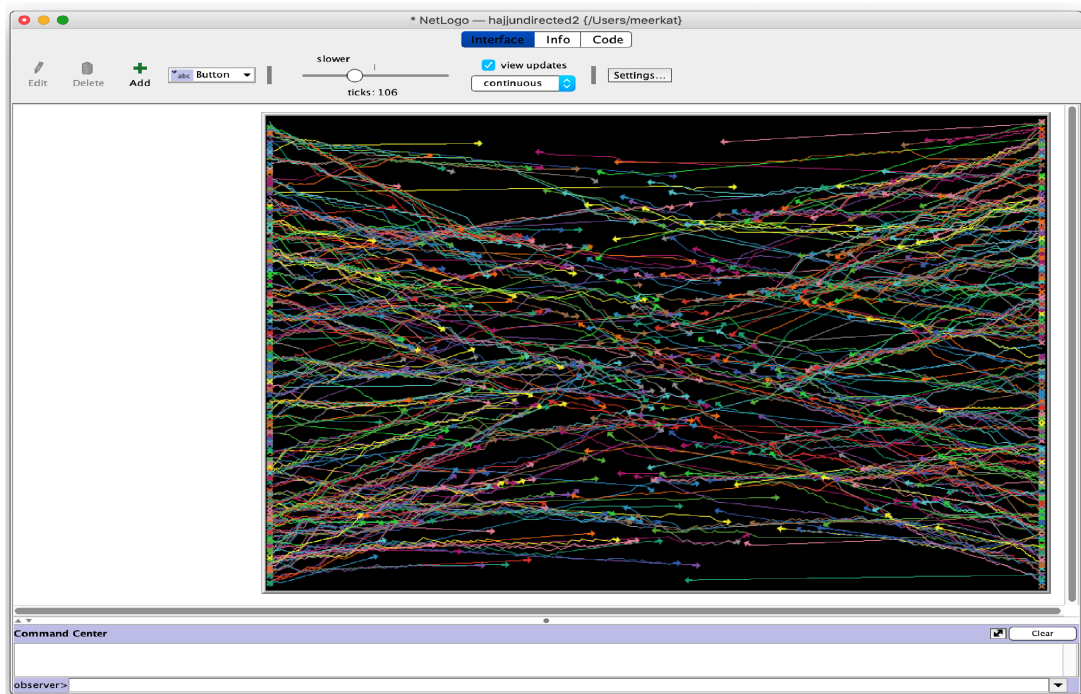 * NetLogo — hajjundirected2 {/Users/meerkat}
Interface Info Code
Edit Delete Add abc Button slower view updates Settings...
ticks: 106 continuous
Command Center Clear
observer>